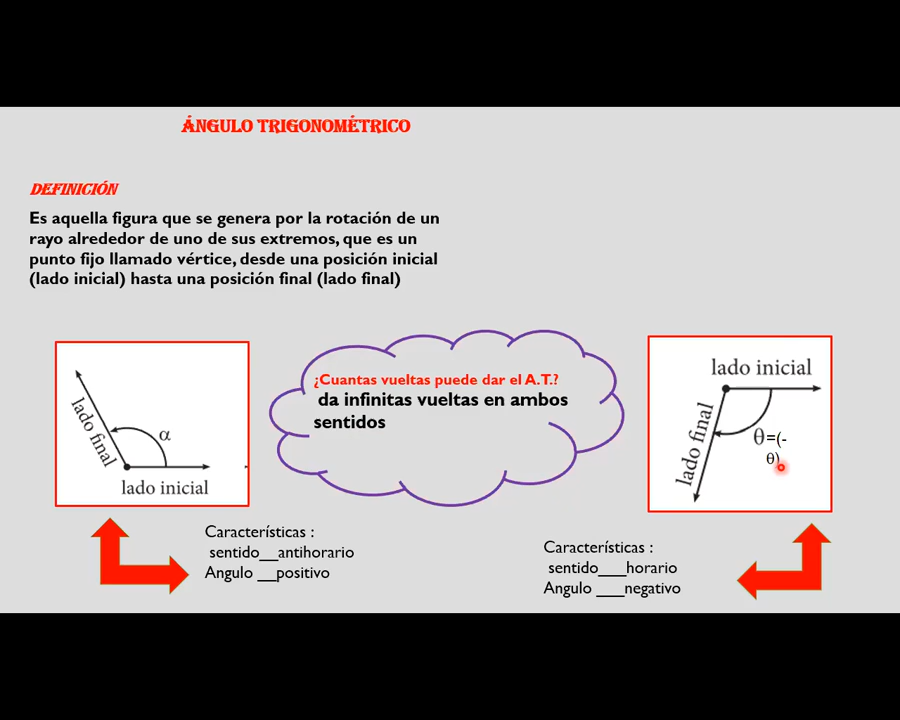 ÁNGULO TRIGONOMÉTRICO
DEFINICIÓN
Es aquella figura que se genera por la rotación de un
rayo alrededor de uno de sus extremos, que es un
punto fijo llamado vértice, desde una posición inicial
(lado inicial) hasta una posición final (lado final)
lado final
α
lado inicial
¿Cuantas vueltas puede dar el A.T.?
da infinitas vueltas en ambos
sentidos
lado inicial
lado final
θ=(-
θ)
Características :
sentido__antihorario
Angulo __positivo
Características :
sentido___horario
Angulo ___negativo